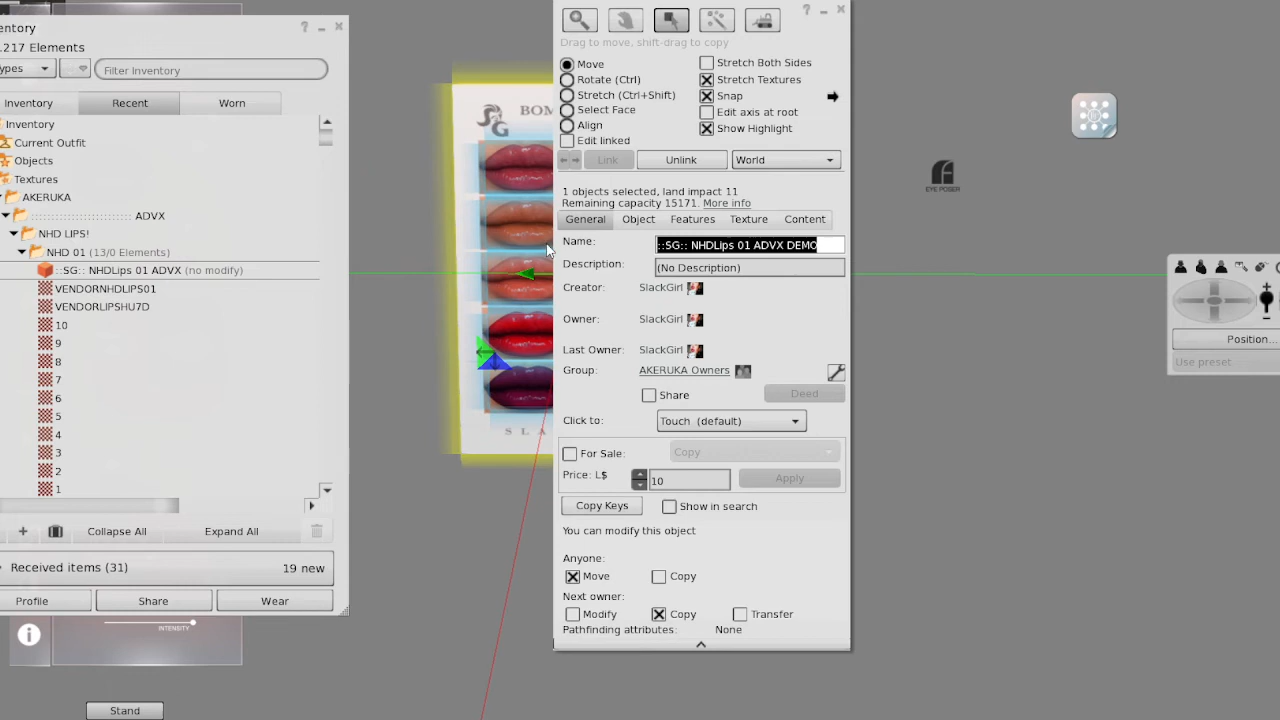 entory
.217 Elements
ypes
Filter Inventory
Inventory
Recent
Worn
Inventory
Current Outfit
Objects
Textures
AKERUKA
::::::::::::::::::::::::::: ADVX
NHD LIPS!
NHD 01 (13/0 Elements)
::SG:: NHDLips 01 ADVX (no modify)
VENDORNHDLIPS01
VENDORLIPSHU7D
10
9
8
7
6
5
4
3
2
1
Collapse All
Expand All
Received items (31)
19 new
Profile
Share
Wear
INTENSITY
Stand
SG
BOM
S L A
Drag to move, shift-drag to copy
Move
Rotate (Ctrl)
Stretch (Ctrl+Shift)
Select Face
Align
Edit linked
Stretch Both Sides
Stretch Textures
Snap
Edit axis at root
Show Highlight
Link
Unlink
World
1 objects selected, land impact 11
Remaining capacity 15171. More info
General
Object
Features
Texture
Content
Name:
::SG:: NHDLips 01 ADVX DEMO
Description:
(No Description)
Creator:
SlackGirl
Owner:
SlackGirl
Last Owner:
SlackGirl
Group:
AKERUKA Owners
Share
Deed
Click to:
Touch (default)
For Sale:
Copy
Price: L$
10
Apply
Copy Keys
Show in search
You can modify this object
Anyone:
Move
Copy
Next owner:
Modify
Copy
Transfer
Pathfinding attributes:
None
EYE POSER
Position...
Use preset